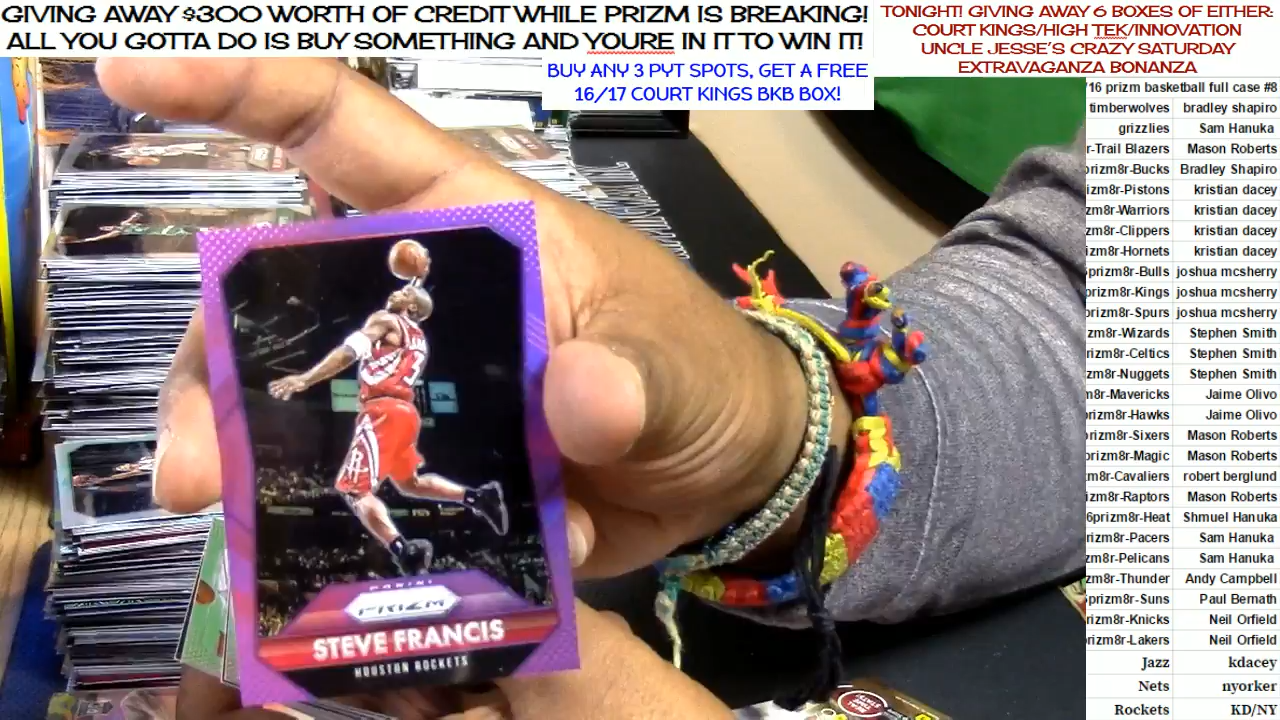 GIVING AWAY $300 WORTH OF CREDIT WHILE PRIZM IS BREAKING!
ALL YOU GOTTA DO IS BUY SOMETHING AND YOURE IN IT TO WIN IT!
BUY ANY 3 PYT SPOTS, GET A FREE
16/17 COURT KINGS BKB BOX!
TONIGHT! GIVING AWAY 6 BOXES OF EITHER:
COURT KINGS/HIGH TEK/INNOVATION
UNCLE JESSE'S CRAZY SATURDAY
EXTRAVAGANZA BONANZA
/16 prizm basketball full case #8
timberwolves bradley shapiro
grizzlies Sam Hanuka
r-Trail Blazers Mason Roberts
prizm8r-Bucks Bradley Shapiro
rizm8r-Pistons kristian dacey
zm8r-Warriors kristian dacey
zm8r-Clippers kristian dacey
izm8r-Hornets kristian dacey
6prizm8r-Bulls joshua mcsherry
prizm8r-Kings joshua mcsherry
prizm8r-Spurs joshua mcsherry
zm8r-Wizards Stephen Smith
zm8r-Celtics Stephen Smith
zm8r-Nuggets Stephen Smith
m8r-Mavericks Jaime Olivo
prizm8r-Hawks Jaime Olivo
rizm8r-Sixers Mason Roberts
rizm8r-Magic Mason Roberts
m8r-Cavaliers robert berglund
izm8r-Raptors Mason Roberts
6prizm8r-Heat Shmuel Hanuka
zm8r-Pacers Sam Hanuka
zm8r-Pelicans Sam Hanuka
zm8r-Thunder Andy Campbell
prizm8r-Suns Paul Bernath
rizm8r-Knicks Neil Orfield
rizm8r-Lakers Neil Orfield
Jazz kdacey
Nets nyorker
Rockets KD/NY
PANINI
PRIZM
STEVE FRANCIS
HOUSTON ROCKETS